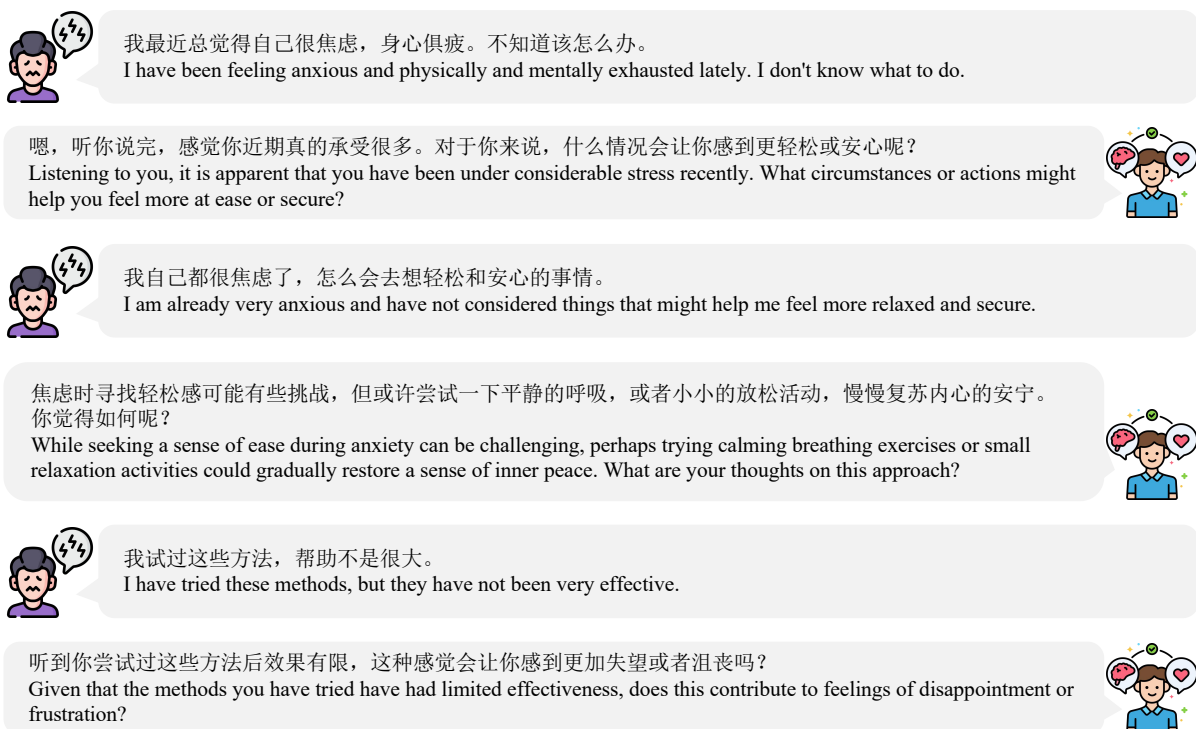 我最近总觉得自己很焦虑，身心俱疲。不知道该怎么办。
I have been feeling anxious and physically and mentally exhausted lately. I don't know what to do.
嗯，听你说完，感觉你近期真的承受很多。对于你来说，什么情况会让你感到更轻松或安心呢？
Listening to you, it is apparent that you have been under considerable stress recently. What circumstances or actions might
help you feel more at ease or secure?
我自己都很焦虑了，怎么会去想轻松和安心的事情。
I am already very anxious and have not considered things that might help me feel more relaxed and secure.
焦虑时寻找轻松感可能有些挑战，但或许尝试一下平静的呼吸，或者小小的放松活动，慢慢复苏内心的安宁。
你觉得如何呢？
While seeking a sense of ease during anxiety can be challenging, perhaps trying calming breathing exercises or small
relaxation activities could gradually restore a sense of inner peace. What are your thoughts on this approach?
我试过这些方法，帮助不是很大。
I have tried these methods, but they have not been very effective.
听到你尝试过这些方法后效果有限，这种感觉会让你感到更加失望或者沮丧吗？
Given that the methods you have tried have had limited effectiveness, does this contribute to feelings of disappointment or
frustration?